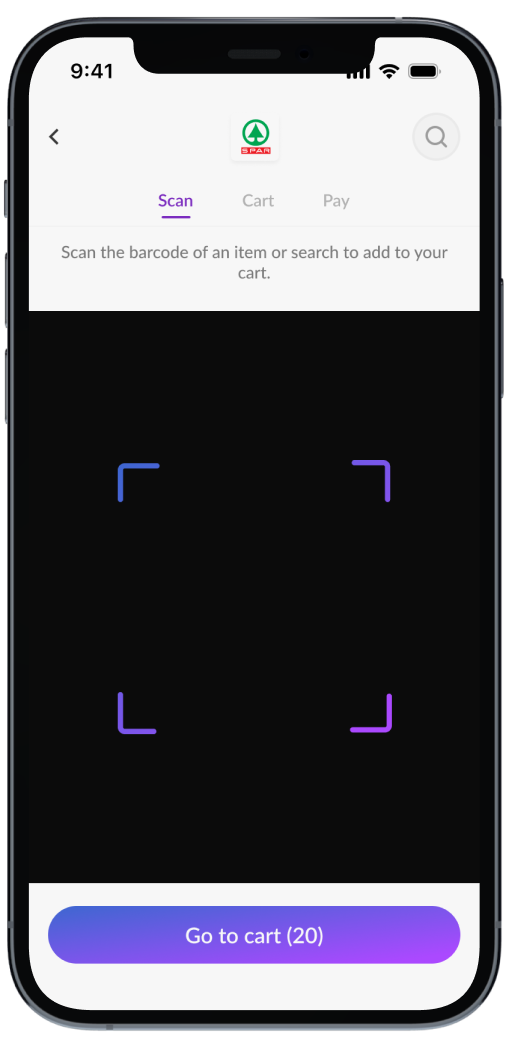 9:41
SPAR
Scan Cart Pay
Scan the barcode of an item or search to add to your
cart.
Go to cart (20)